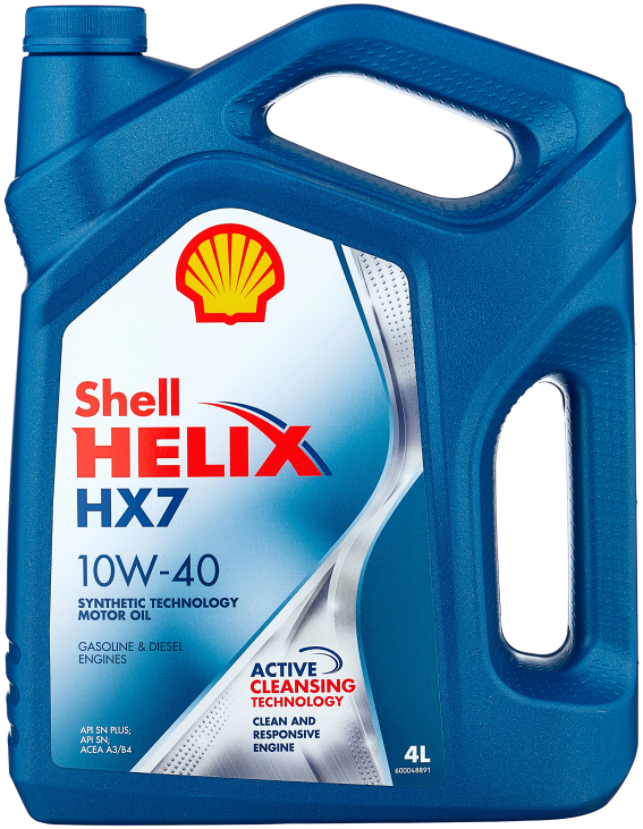 Shell
HELIX
HX7
10W-40
SYNTHETIC TECHNOLOGY
MOTOR OIL
GASOLINE & DIESEL
ENGINES
ACTIVE
CLEANSING
TECHNOLOGY
CLEAN AND
RESPONSIVE
ENGINE
API SN PLUS;
API SN;
ACEA A3/B4
4L
600048891